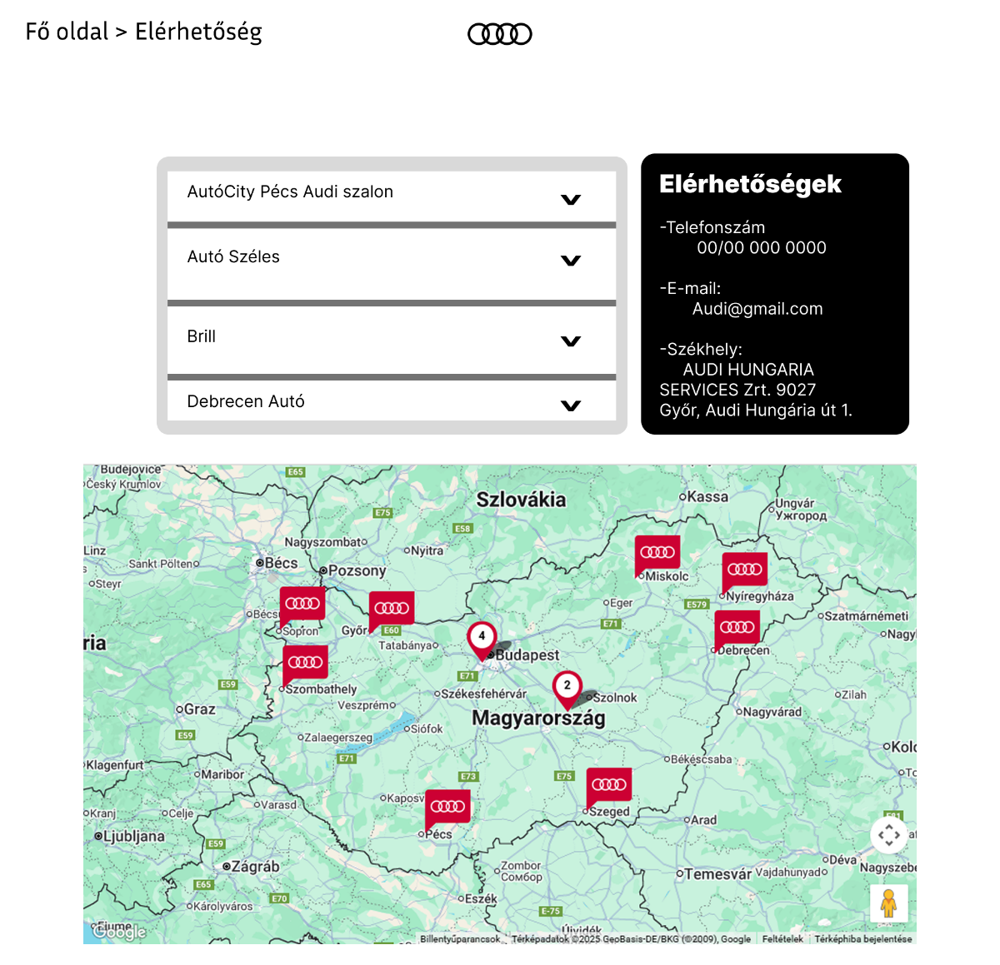 Fő oldal > Elérhetőség
AutóCity Pécs Audi szalon
Autó Széles
Brill
Debrecen Autó
Elérhetőségek
-Telefonszám
00/00 000 0000
-E-mail:
Audi@gmail.com
-Székhely:
AUDI HUNGARIA
SERVICES Zrt. 9027
Győr, Audi Hungária út 1.
Budějovice
E65
Český Krumlov
Szlovákia
Kassa
Ungvár
Ужгород
E75
E58
Nagyszombat
Nyitra
Linz
Sankt Pölten
Bécs
Pozsony
Miskolc
Steyr
Nyíregyháza
Eger
E579
Bécs
Sopron
Győr
E60
E71
Szatmárnémeti
ria
Tatabánya
4
Budapest
Debrecen
Nagy
E71
2
E59
Szombathely
Székesfehérvár
Szolnok
Zilah
Veszprém
Graz
Magyarország
Nagyvárad
E59
Zalaegerszeg
Siófok
Kolo
E71
Békéscsaba
Klagenfurt
Maribor
E73
E75
To
Kaposv
Varasd
Kranj
Celje
Szeged
Arad
E81
Ljubljana
Pécs
E59
Zágráb
Zombor
Сомбор
Temesvár
Vajdahunyad
Déva
Nagyszebe
E65
E70
Károlyváros
Eszék
E-75
Fiume
Google
Újvidék
Billentyűparancsok
Térképadatok ©2025 GeoBasis-DE/BKG (©2009), Google
Feltételek
Térképhiba bejelentése